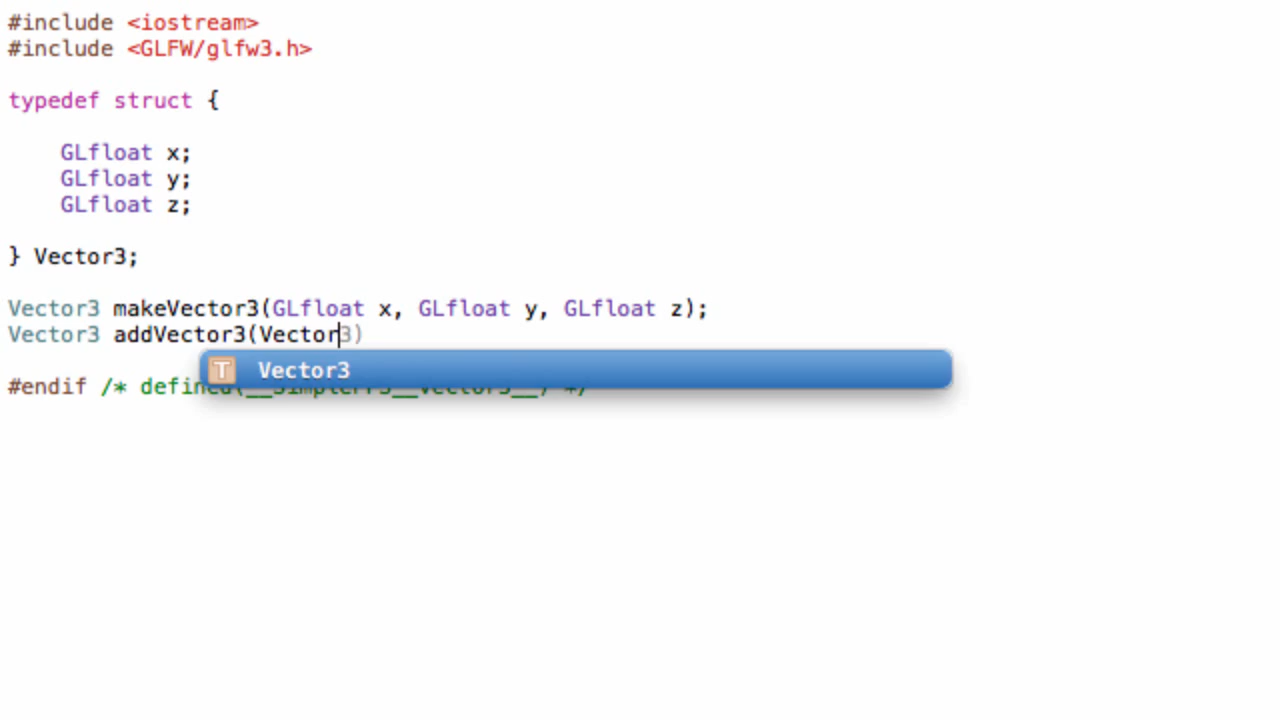 #include <iostream>
#include <GLFW/glfw3.h>
typedef struct {
GLfloat x;
GLfloat y;
GLfloat z;
} Vector3;
Vector3 makeVector3(GLfloat x, GLfloat y, GLfloat z);
Vector3 addVector3(Vector3)
T Vector3
#endif /*